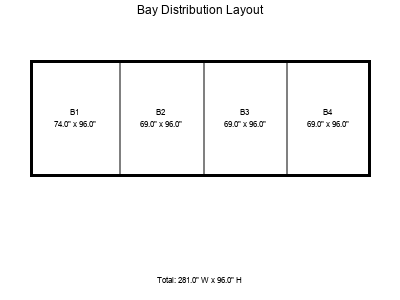 Bay Distribution Layout
B1
74.0" x 96.0"
B2
69.0" x 96.0"
B3
69.0" x 96.0"
B4
69.0" x 96.0"
Total: 281.0" W x 96.0" H